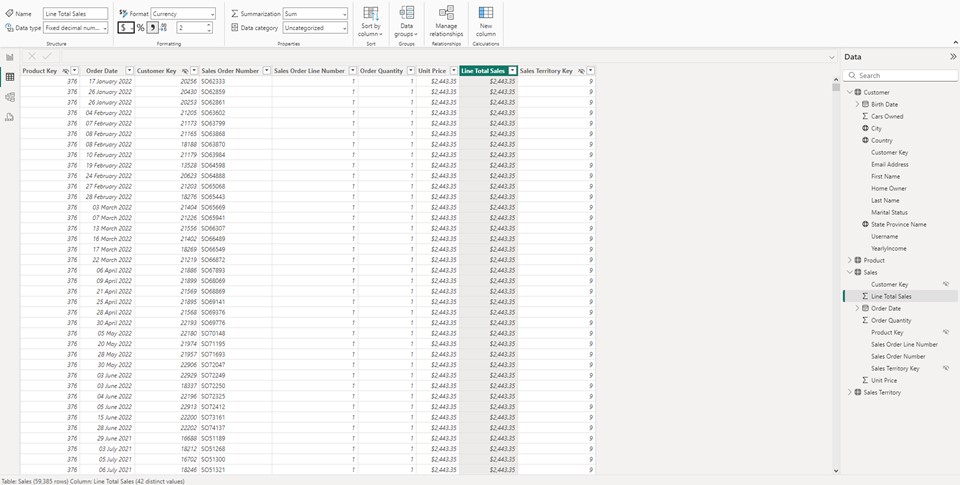 Name Line Total Sales
Format Currency
Summarization Sum
Data type Fixed decimal num...
$ % 9 2
Data category Uncategorized
Sort by column
Data groups
Manage relationships
New column
Structure Formatting Properties Sort Groups Relationships Calculations
Data
Search
Product Key Order Date Customer Key Sales Order Number Sales Order Line Number Order Quantity Unit Price Line Total Sales Sales Territory Key
376 17 January 2022 20256 SO62333 1 1 $2,443.35 $2,443.35 9
376 26 January 2022 20430 SO62859 1 1 $2,443.35 $2,443.35 9
376 26 January 2022 20253 SO62861 1 1 $2,443.35 $2,443.35 9
376 04 February 2022 21205 SO63602 1 1 $2,443.35 $2,443.35 9
376 07 February 2022 21173 SO63799 1 1 $2,443.35 $2,443.35 9
376 08 February 2022 21165 SO63868 1 1 $2,443.35 $2,443.35 9
376 08 February 2022 18188 SO63870 1 1 $2,443.35 $2,443.35 9
376 10 February 2022 21179 SO63984 1 1 $2,443.35 $2,443.35 9
376 19 February 2022 13528 SO64598 1 1 $2,443.35 $2,443.35 9
376 24 February 2022 20623 SO64888 1 1 $2,443.35 $2,443.35 9
376 27 February 2022 21203 SO65068 1 1 $2,443.35 $2,443.35 9
376 28 February 2022 18276 SO65443 1 1 $2,443.35 $2,443.35 9
376 03 March 2022 21404 SO65669 1 1 $2,443.35 $2,443.35 9
376 07 March 2022 21226 SO65941 1 1 $2,443.35 $2,443.35 9
376 13 March 2022 21556 SO66307 1 1 $2,443.35 $2,443.35 9
376 16 March 2022 21402 SO66489 1 1 $2,443.35 $2,443.35 9
376 17 March 2022 18269 SO66549 1 1 $2,443.35 $2,443.35 9
376 22 March 2022 21219 SO66872 1 1 $2,443.35 $2,443.35 9
376 06 April 2022 21886 SO67893 1 1 $2,443.35 $2,443.35 9
376 09 April 2022 21899 SO68069 1 1 $2,443.35 $2,443.35 9
376 21 April 2022 21569 SO68869 1 1 $2,443.35 $2,443.35 9
376 25 April 2022 21895 SO69141 1 1 $2,443.35 $2,443.35 9
376 28 April 2022 21568 SO69376 1 1 $2,443.35 $2,443.35 9
376 30 April 2022 22193 SO69776 1 1 $2,443.35 $2,443.35 9
376 05 May 2022 22180 SO70148 1 1 $2,443.35 $2,443.35 9
376 20 May 2022 21974 SO71195 1 1 $2,443.35 $2,443.35 9
376 28 May 2022 21957 SO71693 1 1 $2,443.35 $2,443.35 9
376 30 May 2022 22906 SO72047 1 1 $2,443.35 $2,443.35 9
376 03 June 2022 22929 SO72249 1 1 $2,443.35 $2,443.35 9
376 03 June 2022 18337 SO72250 1 1 $2,443.35 $2,443.35 9
376 04 June 2022 22196 SO72325 1 1 $2,443.35 $2,443.35 9
376 05 June 2022 22913 SO72412 1 1 $2,443.35 $2,443.35 9
376 15 June 2022 22200 SO73161 1 1 $2,443.35 $2,443.35 9
376 28 June 2022 22202 SO74137 1 1 $2,443.35 $2,443.35 9
376 29 June 2021 16688 SO51189 1 1 $2,443.35 $2,443.35 9
376 03 July 2021 18212 SO51268 1 1 $2,443.35 $2,443.35 9
376 05 July 2021 16702 SO51300 1 1 $2,443.35 $2,443.35 9
376 06 July 2021 18246 SO51321 1 1 $2,443.35 $2,443.35 9
Customer
Birth Date
Cars Owned
City
Country
Customer Key
Email Address
First Name
Home Owner
Last Name
Marital Status
State Province Name
Username
YearlyIncome
Product
Sales
Customer Key
Line Total Sales
Order Date
Order Quantity
Product Key
Sales Order Line Number
Sales Order Number
Sales Territory Key
Unit Price
Sales Territory
Table: Sales (59,385 rows) Column: Line Total Sales (42 distinct values)